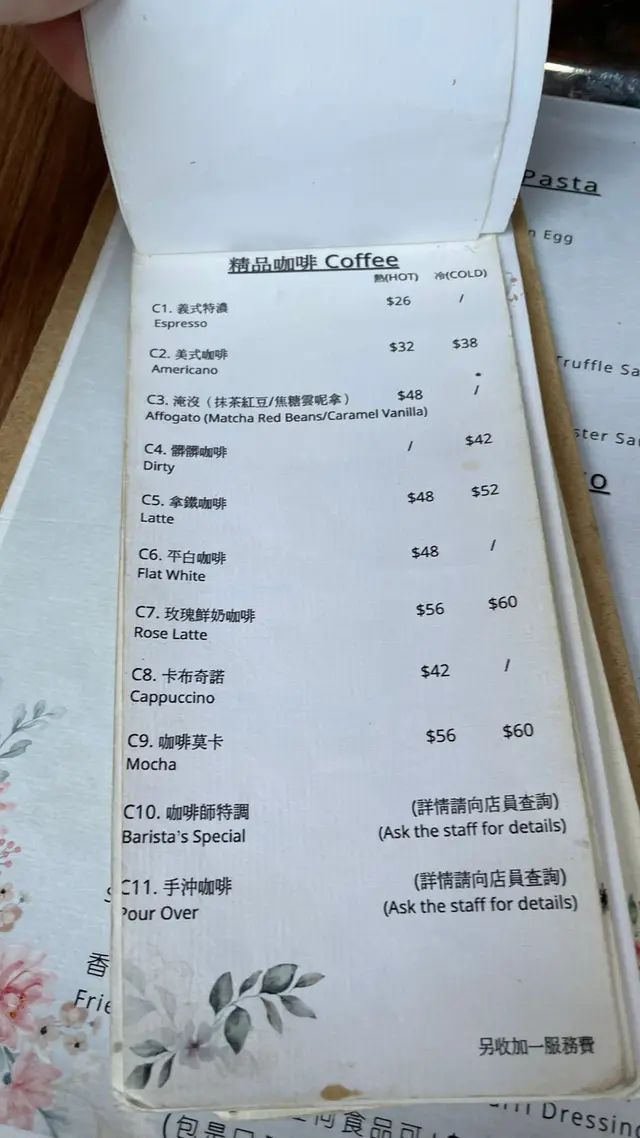 精品咖啡 Coffee
熱(HOT) 冷(COLD)
C1. 義式特濃 $26 /
Espresso
C2. 美式咖啡 $32 $38
Americano
C3. 淹沒（抹茶紅豆/焦糖雲呢拿） $48 /
Affogato (Matcha Red Beans/Caramel Vanilla)
C4. 髒髒咖啡 / $42
Dirty
C5. 拿鐵咖啡 $48 $52
Latte
C6. 平白咖啡 $48 /
Flat White
C7. 玫瑰鮮奶咖啡 $56 $60
Rose Latte
C8. 卡布奇諾 $42 /
Cappuccino
C9. 咖啡莫卡 $56 $60
Mocha
C10. 咖啡師特調 (詳情請向店員查詢)
Barista's Special (Ask the staff for details)
C11. 手沖咖啡 (詳情請向店員查詢)
Pour Over (Ask the staff for details)
另收加一服務費
Pasta
Egg
香